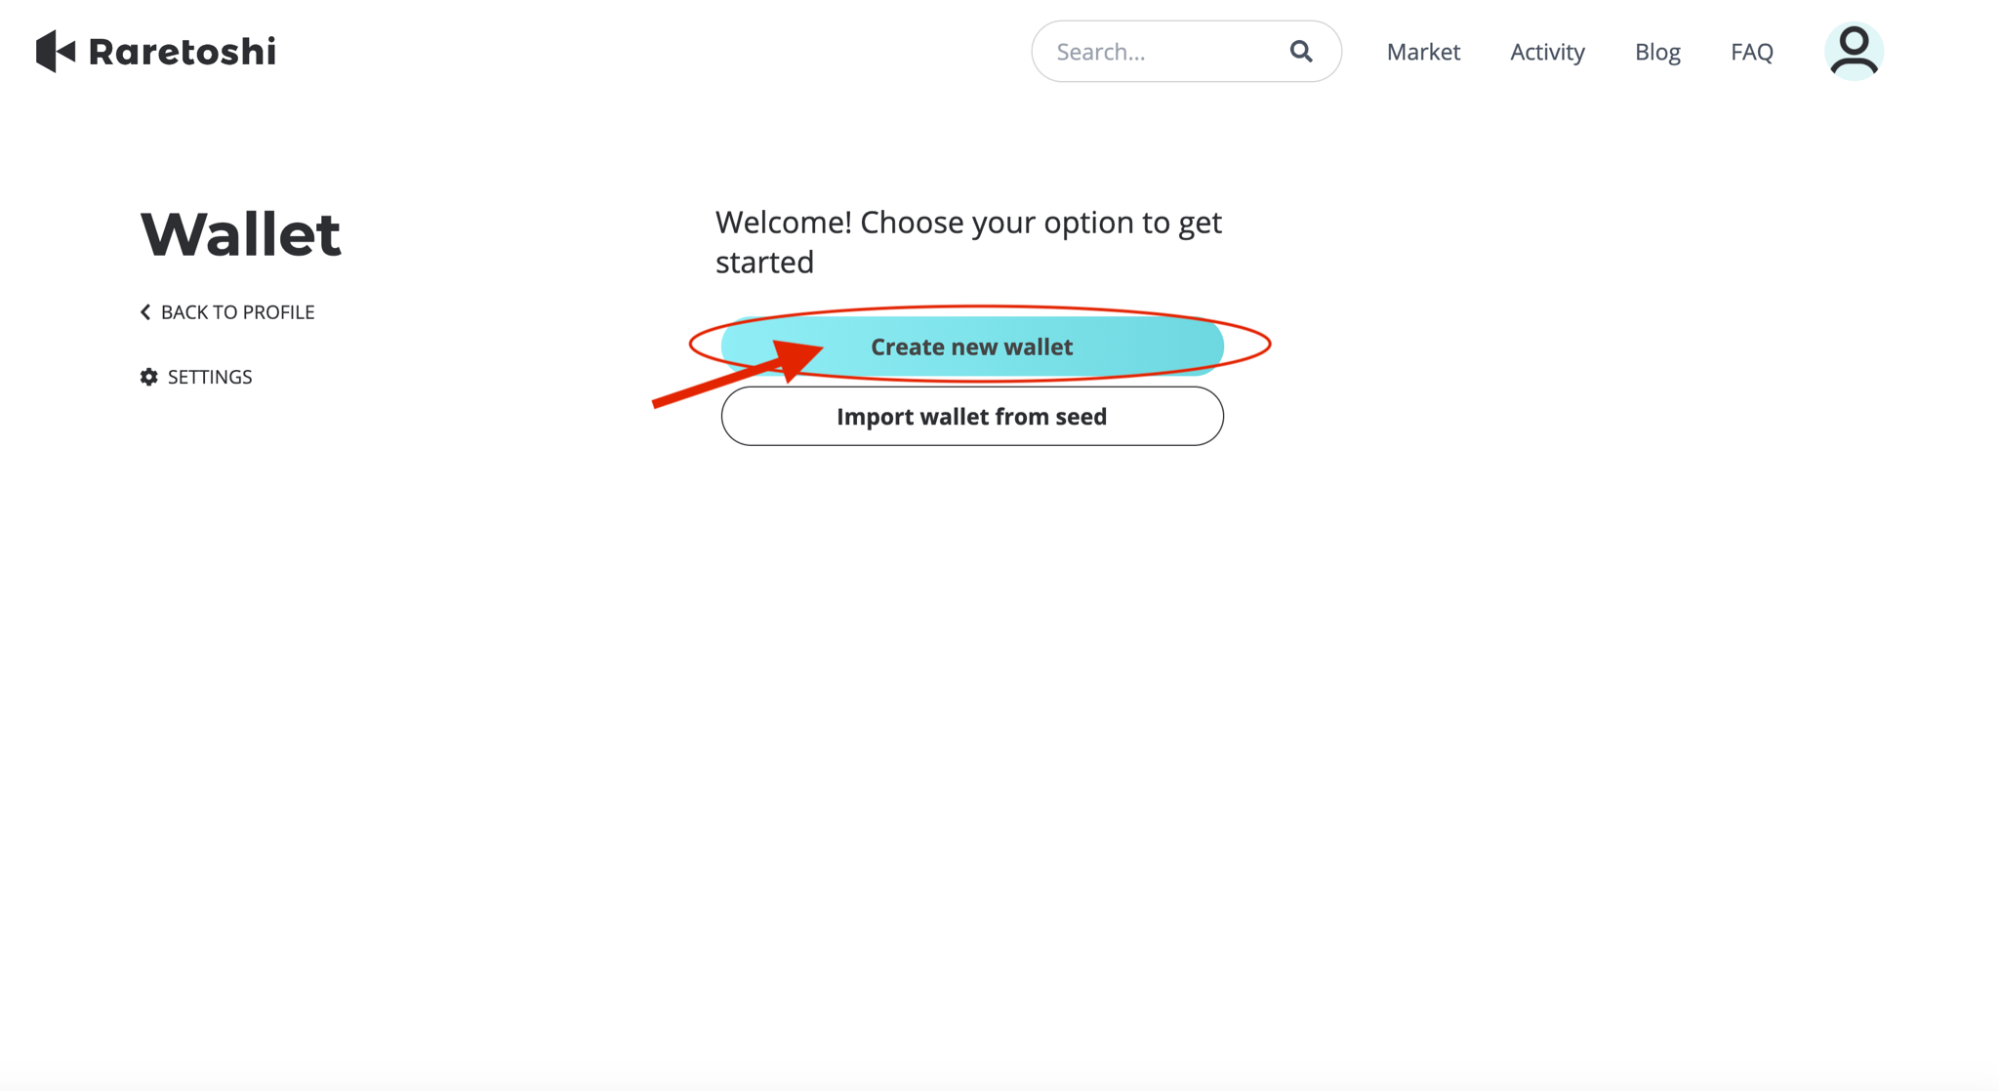 Raretoshi
Search...
Market
Activity
Blog
FAQ
Wallet
BACK TO PROFILE
SETTINGS
Welcome! Choose your option to get
started
Create new wallet
Import wallet from seed